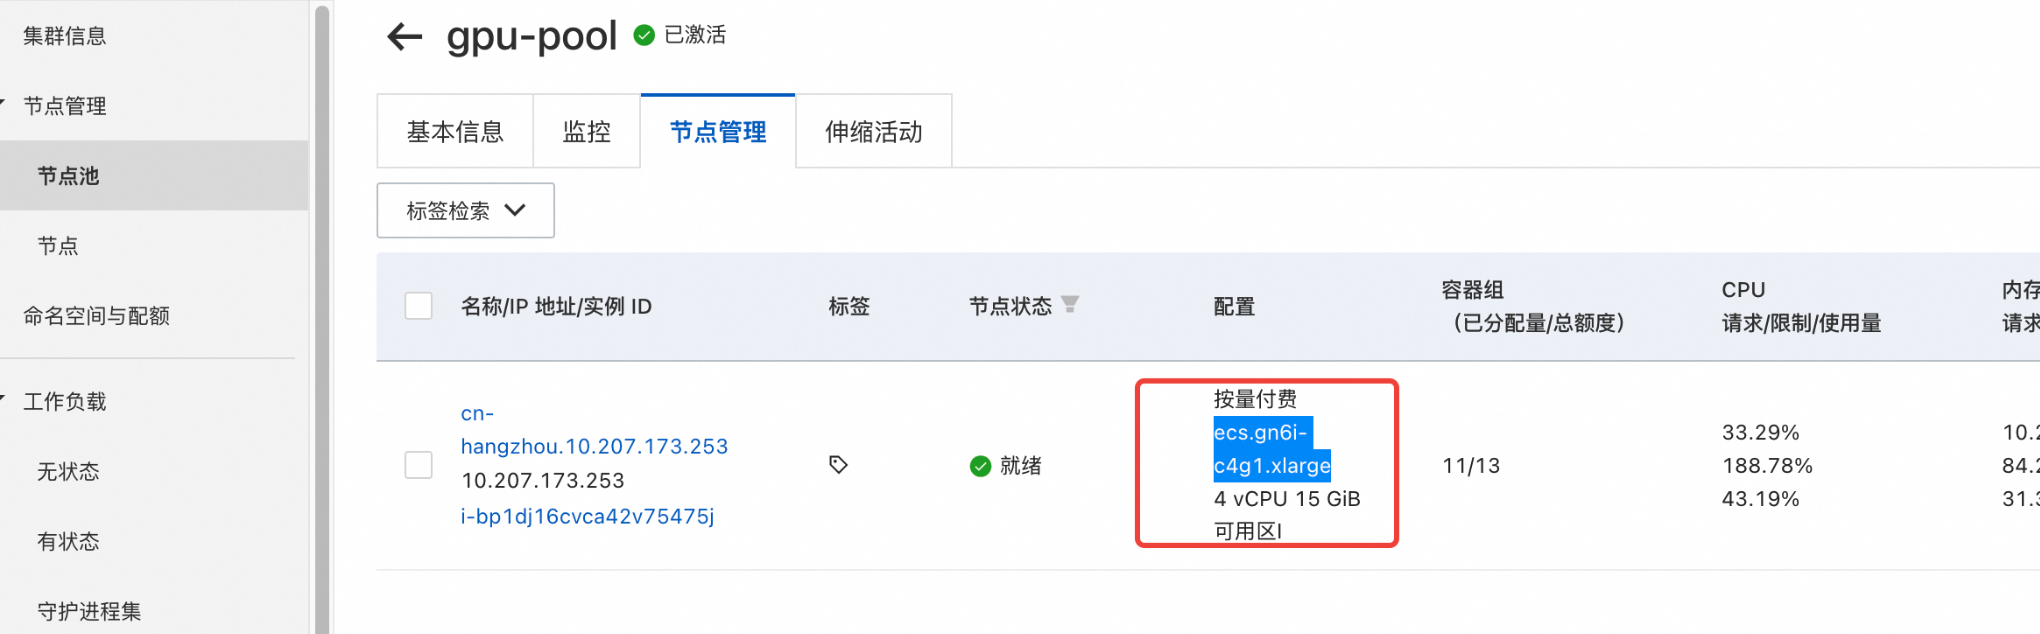 集群信息
节点管理
节点池
节点
命名空间与配额
工作负载
无状态
有状态
守护进程集
gpu-pool 已激活
基本信息 监控 节点管理 伸缩活动
标签检索
名称/IP 地址/实例 ID
标签
节点状态
配置
容器组
（已分配量/总额度）
CPU
请求/限制/使用量
内存
请求
cn-
hangzhou.10.207.173.253
10.207.173.253
i-bp1dj16cvca42v75475j
就绪
按量付费
ecs.gn6i-
c4g1.xlarge
4 vCPU 15 GiB
可用区I
11/13
33.29%
188.78%
43.19%
10.2
84.2
31.3